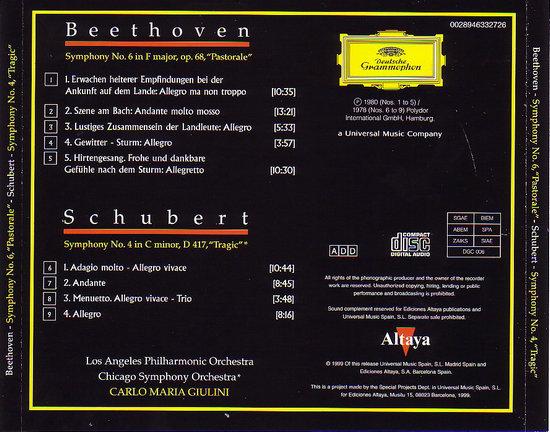 Beethoven - Symphony No. 6, "Pastorale" - Schubert - Symphony No. 4, "Tragic"
Beethoven
Symphony No. 6 in F major, op. 68, "Pastorale"
1 1. Erwachen heiterer Empfindungen bei der
Ankunft auf dem Lande: Allegro ma non troppo [10:35]
2 2. Szene am Bach: Andante molto mosso [13:21]
3 3. Lustiges Zusammensein der Landleute: Allegro [5:33]
4 4. Gewitter - Sturm: Allegro [3:57]
5 5. Hirtengesang. Frohe und dankbare
Gefühle nach dem Sturm: Allegretto [10:30]
Schubert
Symphony No. 4 in C minor, D 417, "Tragic"*
6 1. Adagio molto - Allegro vivace [10:44]
7 2. Andante [8:45]
8 3. Menuetto. Allegro vivace - Trio [3:48]
9 4. Allegro [8:16]
Los Angeles Philharmonic Orchestra
Chicago Symphony Orchestra*
CARLO MARIA GIULINI
0028946332726
Deutsche
Grammophon
℗ 1980 (Nos. 1 to 5) /
1978 (Nos. 6 to 9) Polydor
International GmbH, Hamburg.
a Universal Music Company
ADD
COMPACT
disc
DIGITAL AUDIO
SGAE BIEM
ABEM SPA
ZAIKS SIAE
DGC 006
All rights of the phonographic producer and the owner of the recorder
work are reserved. Unauthorized copying, hiring, lending or public
performance and broadcasting is prohibited.
Sound complement reserved for Ediciones Altaya publications and
Universal Music Spain, S.L. Separate safe prohibited.
Altaya
© 1999 Of this release Universal Music Spain, S.L. Madrid Spain and
Ediciones Altaya, S.A. Barcelona Spain.
This is a project made by the Special Projects Dept. in Universal Music Spain, S.L.
for Ediciones Altaya, Musitu 15, 08023 Barcelona, 1999.
Beethoven - Symphony No. 6, "Pastorale" - Schubert - Symphony No. 4, "Tragic"